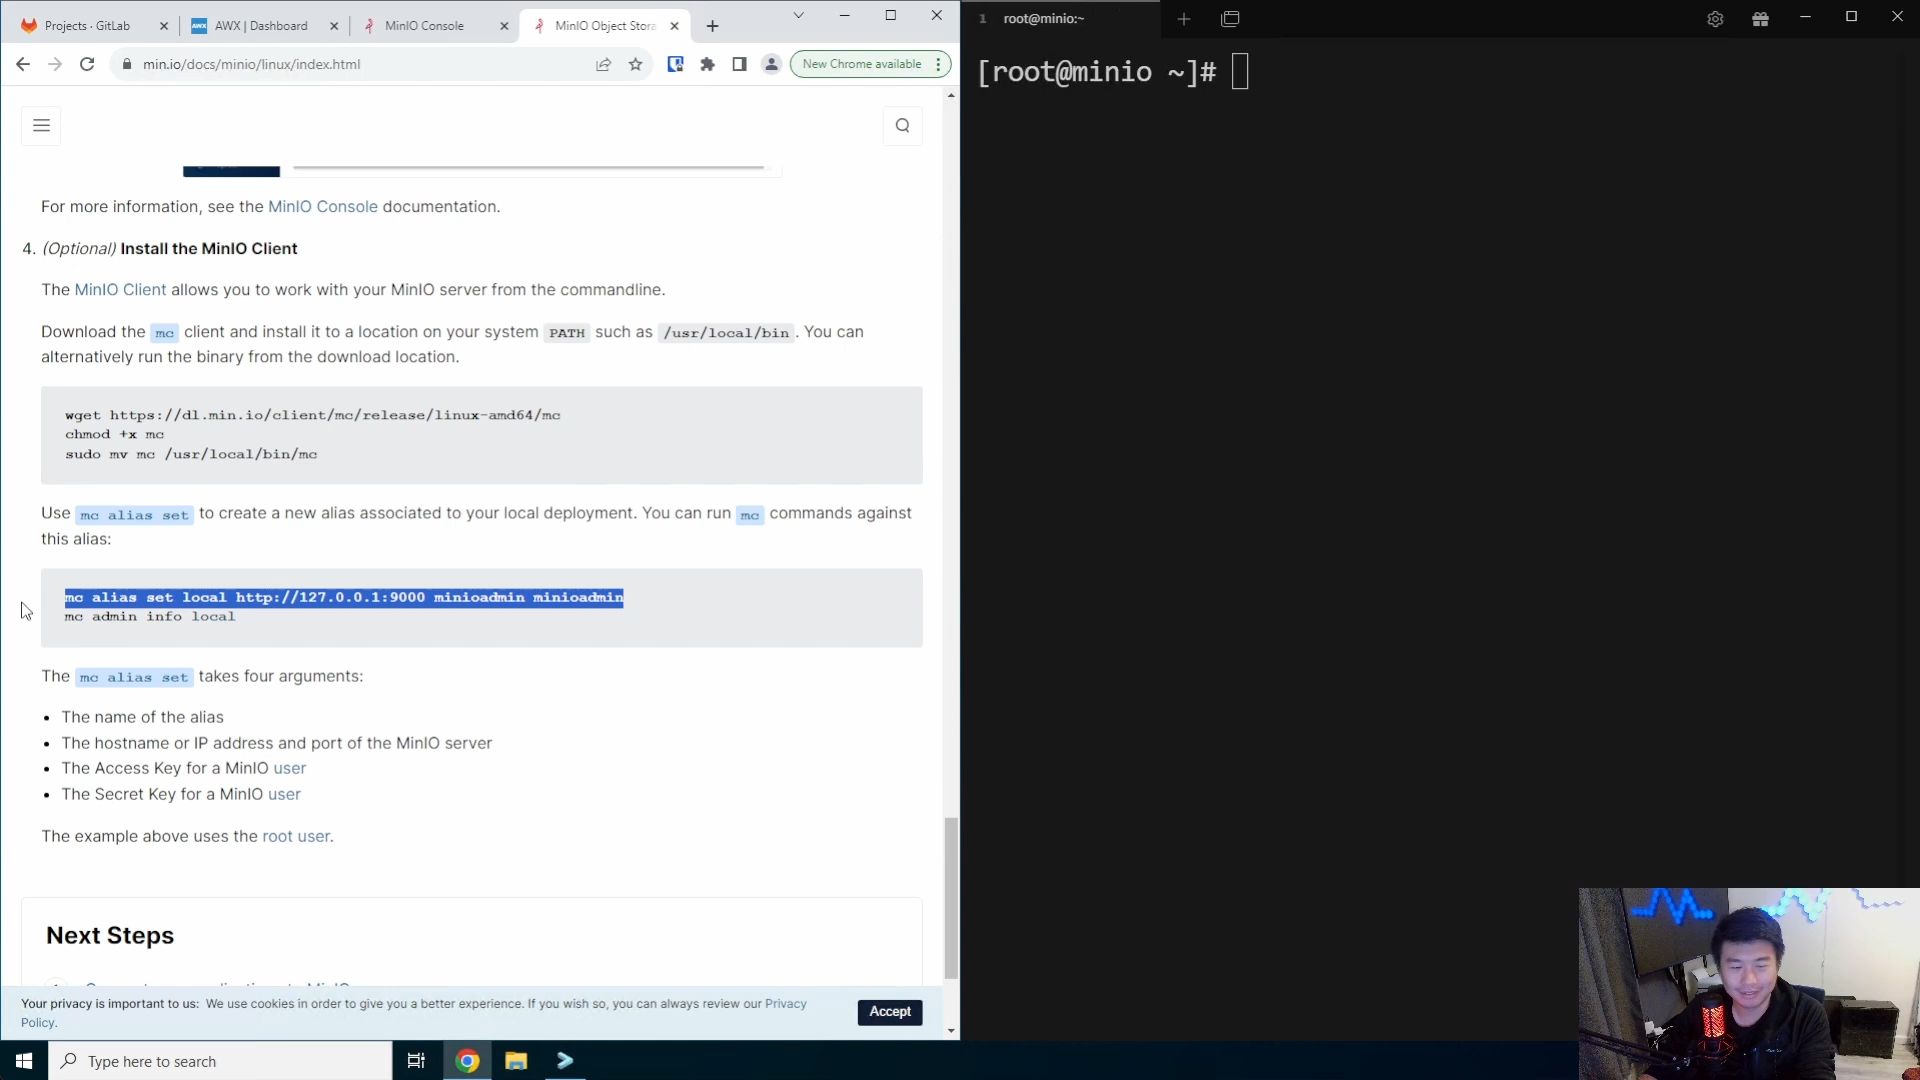 Projects · GitLab
AWX | Dashboard
MinIO Console
MinIO Object Stora
min.io/docs/minio/linux/index.html
New Chrome available
For more information, see the MinIO Console documentation.
4. (Optional) Install the MinIO Client
The MinIO Client allows you to work with your MinIO server from the commandline.
Download the mc client and install it to a location on your system PATH such as /usr/local/bin. You can
alternatively run the binary from the download location.
wget https://dl.min.io/client/mc/release/linux-amd64/mc
chmod +x mc
sudo mv mc /usr/local/bin/mc
Use mc alias set to create a new alias associated to your local deployment. You can run mc commands against
this alias:
mc alias set local http://127.0.0.1:9000 minioadmin minioadmin
mc admin info local
The mc alias set takes four arguments:
• The name of the alias
• The hostname or IP address and port of the MinIO server
• The Access Key for a MinIO user
• The Secret Key for a MinIO user
The example above uses the root user.
Next Steps
Your privacy is important to us: We use cookies in order to give you a better experience. If you wish so, you can always review our Privacy
Policy.
Accept
Type here to search
1 root@minio:~
[root@minio ~]#